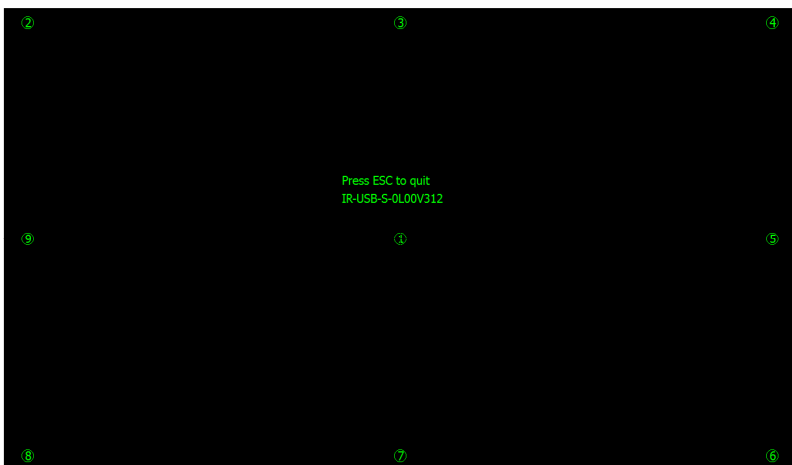 ② ③ ④
Press ESC to quit
IR-USB-S-0L00V312
⑨ ① ⑤
⑧ ⑦ ⑥